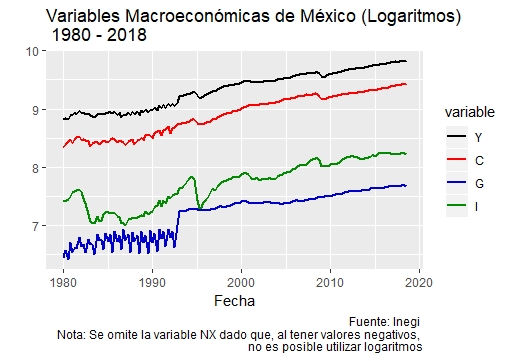 Variables Macroeconómicas de México (Logaritmos)
1980 - 2018
10
9
8
7
1980
1990
2000
2010
2020
Fecha
variable
Y
C
G
I
Fuente: Inegi
Nota: Se omite la variable NX dado que, al tener valores negativos,
no es posible utilizar logaritmos